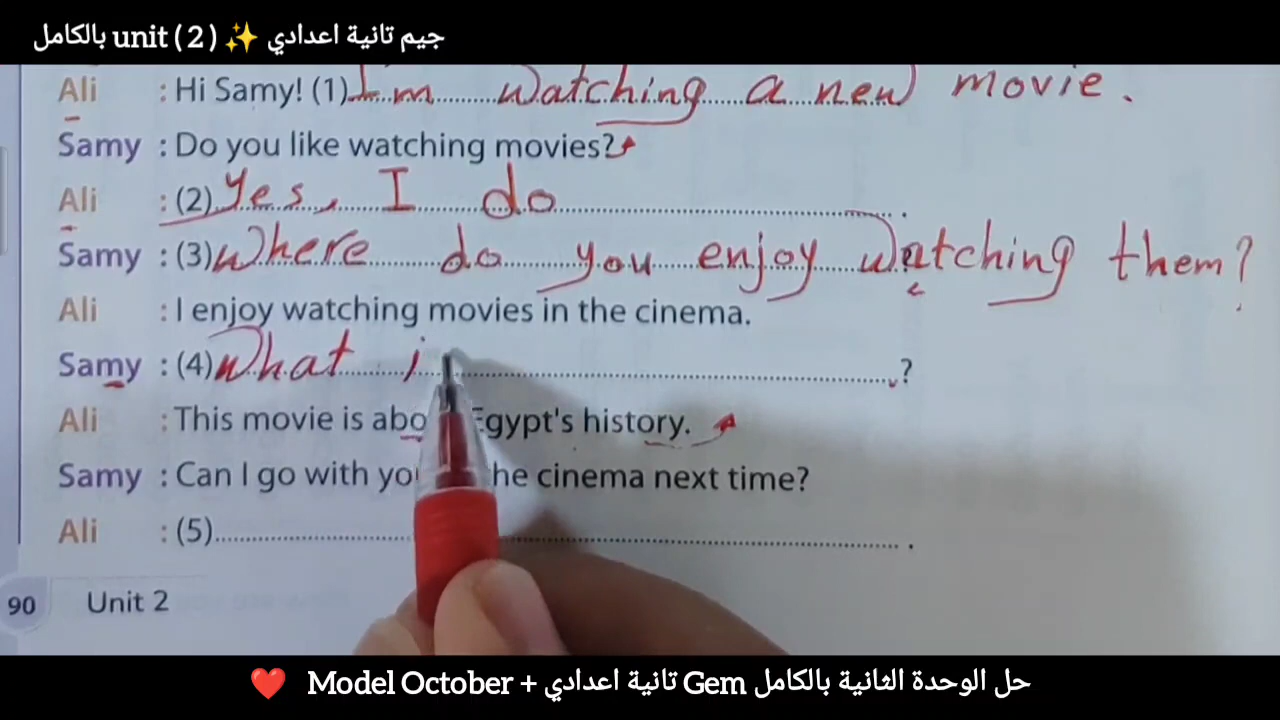 جيم تانية اعدادي ✨ unit ( 2 ) بالكامل
Ali : Hi Samy! (1) I'm watching a new movie.
Samy : Do you like watching movies?
Ali : (2) Yes, I do .
Samy : (3) Where do you enjoy watching them?
Ali : I enjoy watching movies in the cinema.
Samy : (4) What i ?
Ali : This movie is abo Egypt's history.
Samy : Can I go with yo he cinema next time?
Ali : (5) .
90 Unit 2
حل الوحدة الثانية بالكامل Gem تانية اعدادي + Model October ❤️